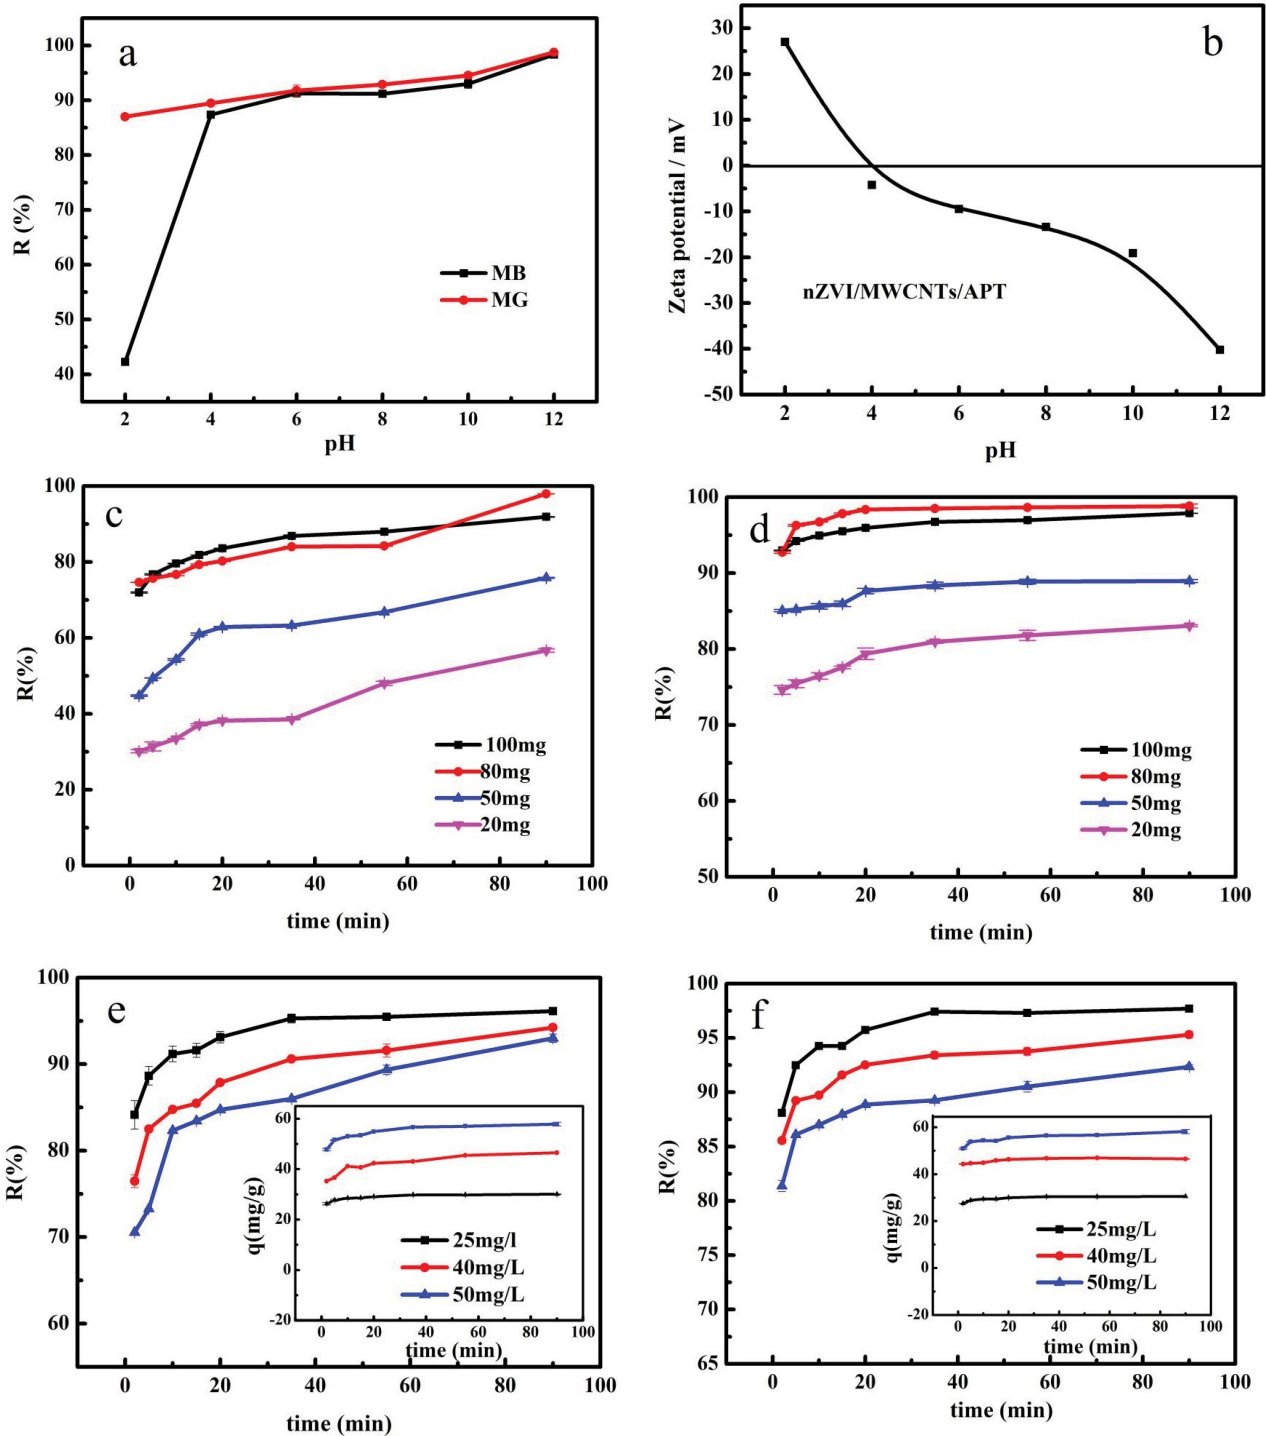 a
100
90
80
70
60
50
40
R (%)
MB
MG
2 4 6 8 10 12
pH
b
30
20
10
0
-10
-20
-30
-40
-50
Zeta potential / mV
nZVI/MWCNTs/APT
2 4 6 8 10 12
pH
c
100
80
60
40
20
0
R(%)
100mg
80mg
50mg
20mg
0 20 40 60 80 100
time (min)
d
100
90
80
70
60
50
R(%)
100mg
80mg
50mg
20mg
0 20 40 60 80 100
time (min)
e
100
90
80
70
60
R(%)
60
40
20
0
-20
q(mg/g)
25mg/l
40mg/L
50mg/L
0 20 40 60 80 100
time (min)
0 20 40 60 80 100
time (min)
f
100
95
90
85
80
75
70
65
R(%)
60
40
20
0
-20
q(mg/g)
25mg/L
40mg/L
50mg/L
0 20 40 60 80 100
time (min)
0 20 40 60 80 100
time (min)